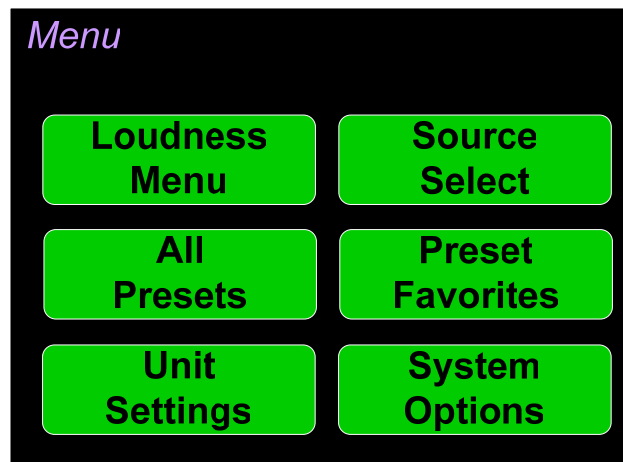 Menu
Loudness
Menu
Source
Select
All
Presets
Preset
Favorites
Unit
Settings
System
Options